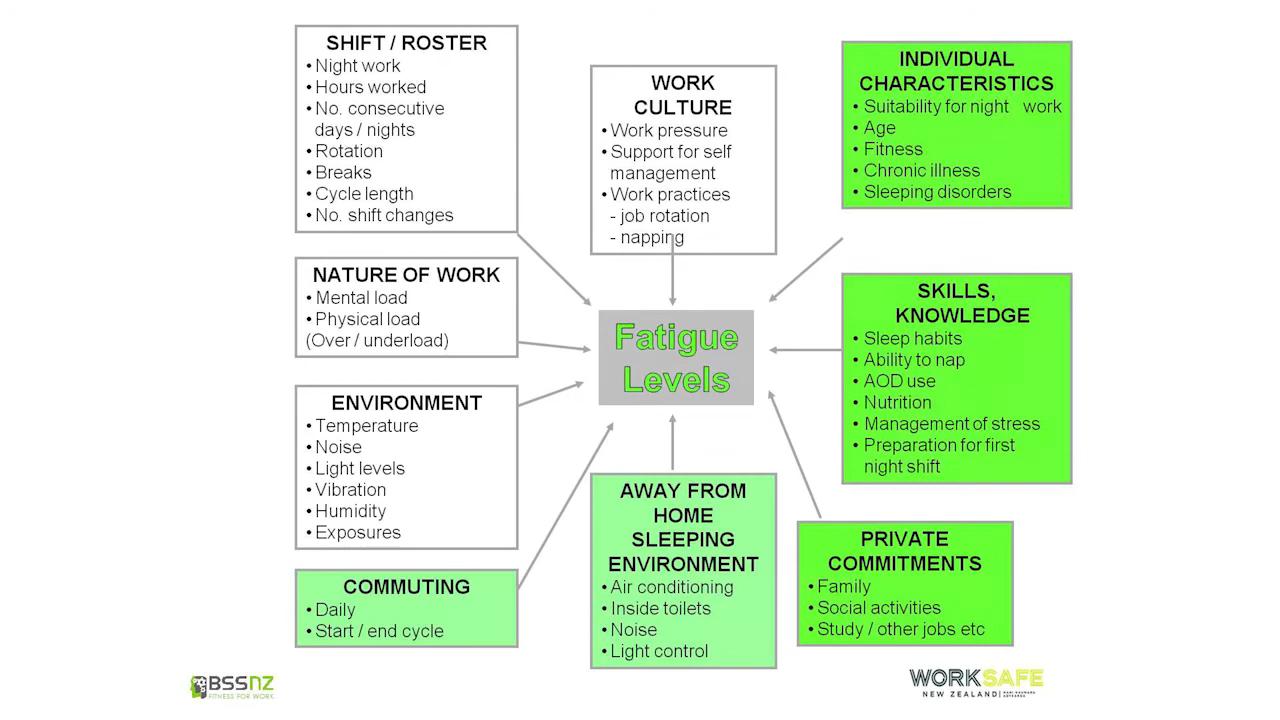 SHIFT / ROSTER
• Night work
• Hours worked
• No. consecutive
days / nights
• Rotation
• Breaks
• Cycle length
• No. shift changes
WORK
CULTURE
• Work pressure
• Support for self
management
• Work practices
- job rotation
- napping
INDIVIDUAL
CHARACTERISTICS
• Suitability for night work
• Age
• Fitness
• Chronic illness
• Sleeping disorders
NATURE OF WORK
• Mental load
• Physical load
(Over / underload)
Fatigue
Levels
SKILLS,
KNOWLEDGE
• Sleep habits
• Ability to nap
• AOD use
• Nutrition
• Management of stress
• Preparation for first
night shift
ENVIRONMENT
• Temperature
• Noise
• Light levels
• Vibration
• Humidity
• Exposures
AWAY FROM
HOME
SLEEPING
ENVIRONMENT
• Air conditioning
• Inside toilets
• Noise
• Light control
PRIVATE
COMMITMENTS
• Family
• Social activities
• Study / other jobs etc
COMMUTING
• Daily
• Start / end cycle
BSSNZ
FITNESS FOR WORK
WORKSAFE
NEW ZEALAND